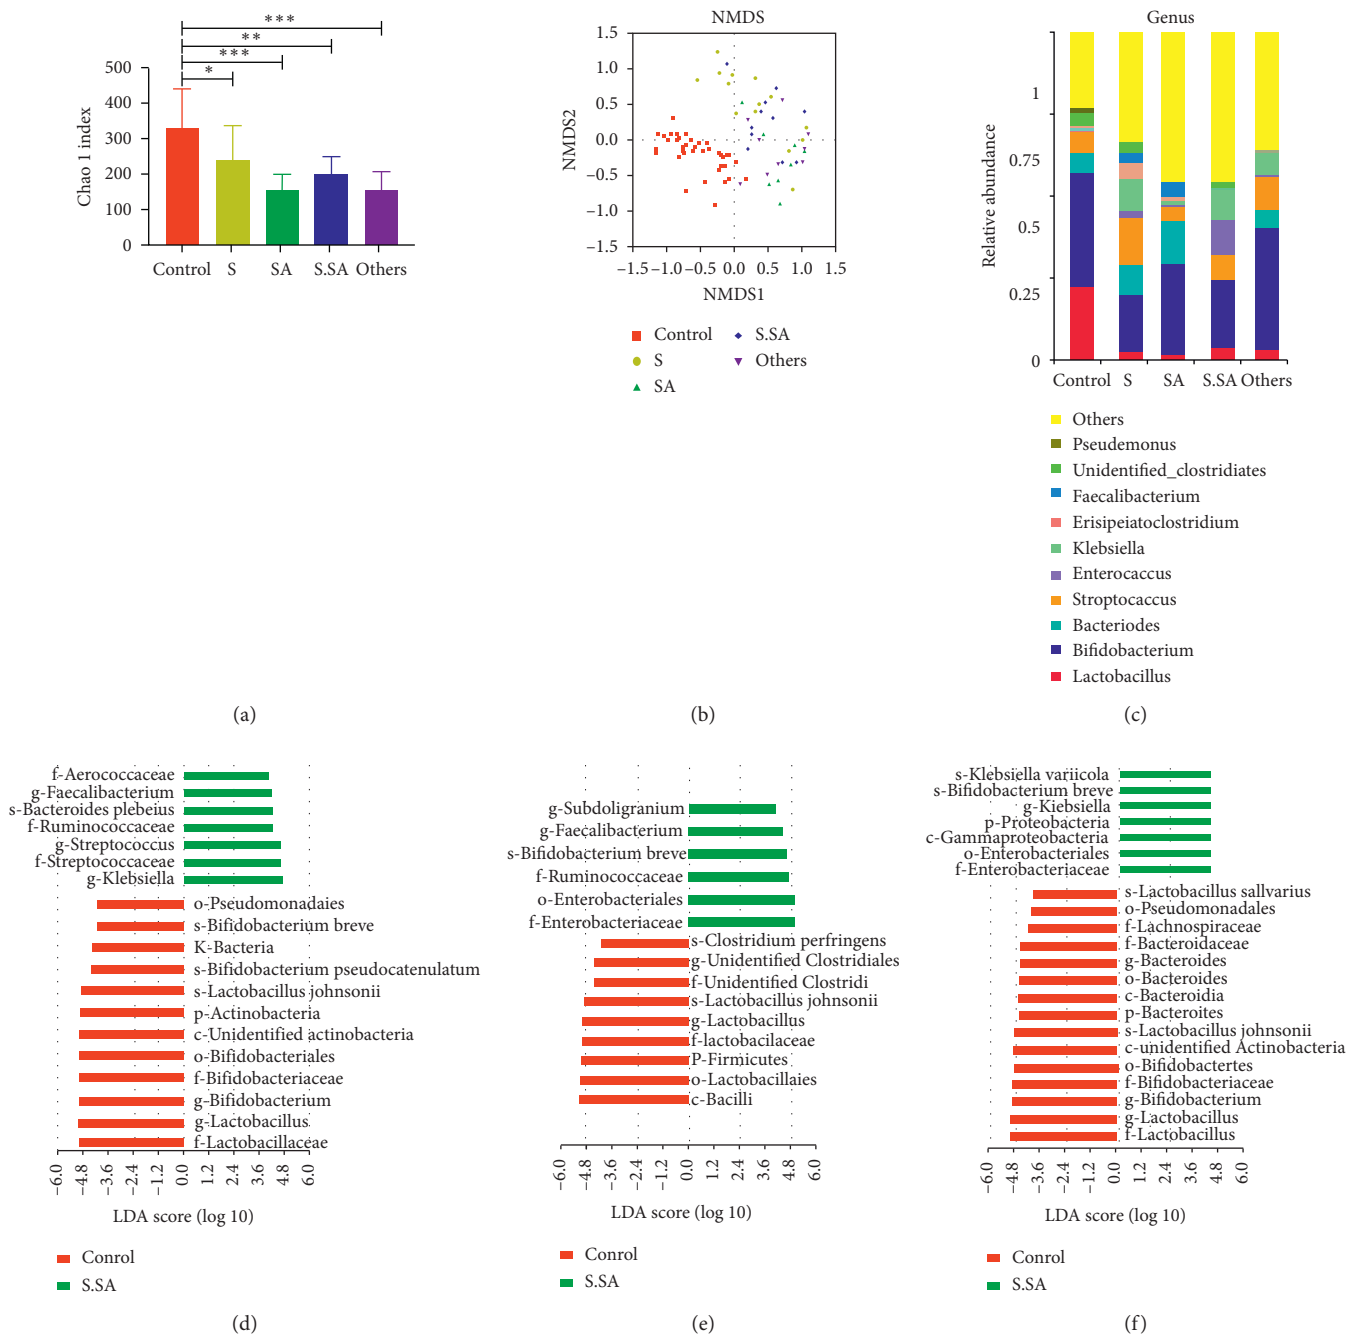 ***
**
***
*
500
400
300
200
100
0
Chao 1 index
Control S SA S.SA Others
(a)
NMDS
1.5
1.0
0.5
0.0
−0.5
−1.0
−1.5
NMDS2
−1.5 −1.0 −0.5 0.0 0.5 1.0 1.5
NMDS1
Control
S
SA
S.SA
Others
(b)
Genus
1
0.75
0.5
0.25
0
Relative abundance
Control S SA S.SA Others
Others
Pseudemonus
Unidentified_clostridiates
Faecalibacterium
Erisipeiatoclostridium
Klebsiella
Enterocaccus
Stroptocaccus
Bacteriodes
Bifidobacterium
Lactobacillus
(c)
f-Aerococcaceae
g-Faecalibacterium
s-Bacteroides plebeius
f-Ruminococcaceae
g-Streptococcus
f-Streptococcaceae
g-Klebsiella
o-Pseudomonadaies
s-Bifidobacterium breve
K-Bacteria
s-Bifidobacterium pseudocatenulatum
s-Lactobacillus johnsonii
p-Actinobacteria
c-Unidentified actinobacteria
o-Bifidobacteriales
f-Bifidobacteriaceae
g-Bifidobacterium
g-Lactobacillus
f-Lactobacillaceae
−6.0 −4.8 −3.6 −2.4 −1.2 0.0 1.2 2.4 3.6 4.8 6.0
LDA score (log 10)
Conrol
S.SA
(d)
g-Subdoligranium
g-Faecalibacterium
s-Bifidobacterium breve
f-Ruminococcaceae
o-Enterobacteriales
f-Enterobacteriaceae
s-Clostridium perfringens
g-Unidentified Clostridiales
f-Unidentified Clostridi
s-Lactobacillus johnsonii
g-Lactobacillus
f-lactobacilaceae
P-Firmicutes
o-Lactobacillaies
c-Bacilli
−6.0 −4.8 −3.6 −2.4 −1.2 0.0 1.2 2.4 3.6 4.8 6.0
LDA score (log 10)
Conrol
S.SA
(e)
s-Klebsiella variicola
s-Bifidobacterium breve
g-Kiebsiella
p-Proteobacteria
c-Gammaproteobacteria
o-Enterobacteriales
f-Enterobacteriaceae
s-Lactobacillus sallvarius
o-Pseudomonadales
f-Lachnospiraceae
f-Bacteroidaceae
g-Bacteroides
o-Bacteroides
c-Bacteroidia
p-Bacteroites
s-Lactobacillus johnsonii
c-unidentified Actinobacteria
o-Bifidobactertes
f-Bifidobacteriaceae
g-Bifidobacterium
g-Lactobacillus
f-Lactobacillus
−6.0 −4.8 −3.6 −2.4 −1.2 0.0 1.2 2.4 3.6 4.8 6.0
LDA score (log 10)
Conrol
S.SA
(f)